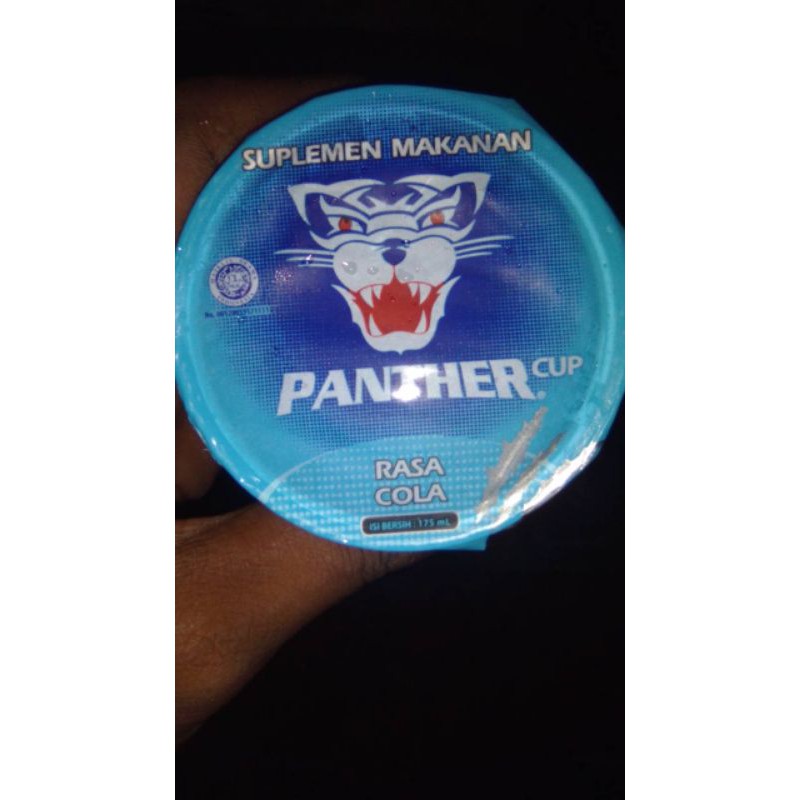 SUPLEMEN MAKANAN
PANTHER. CUP
RASA
COLA
ISI BERSIH : 175 mL